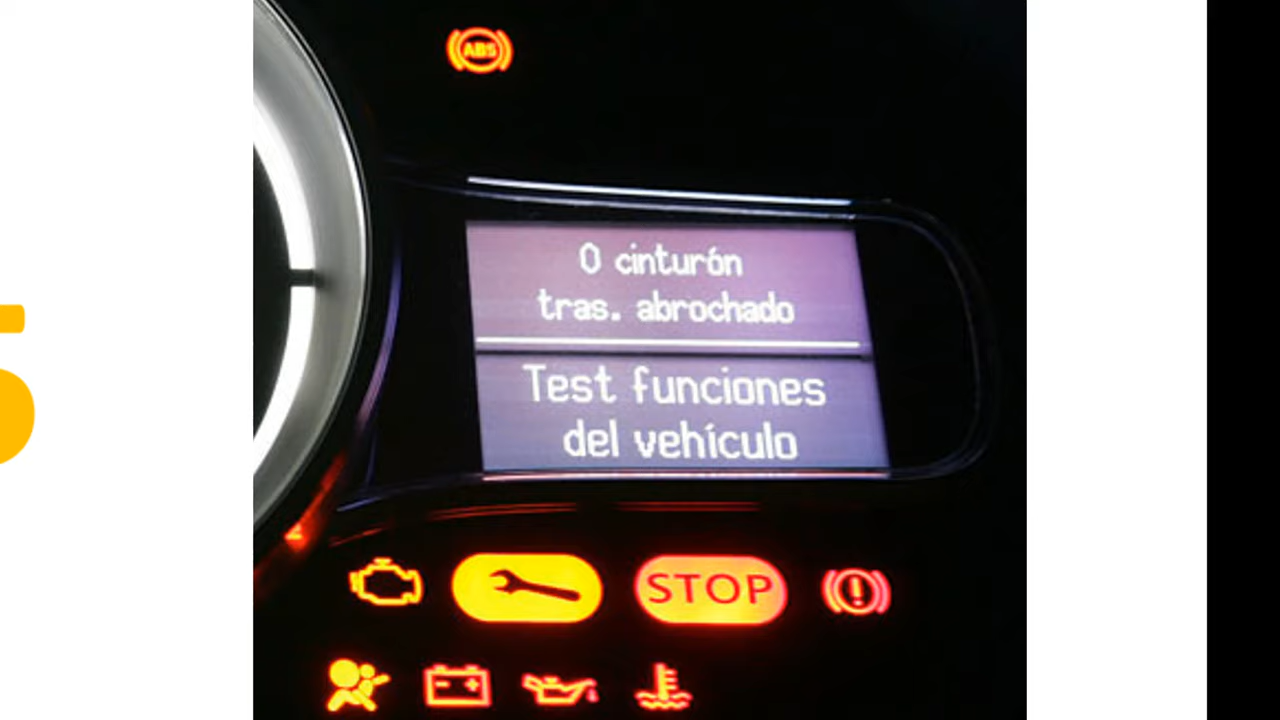 ABS
0 cinturón
tras. abrochado
Test funciones
del vehículo
STOP